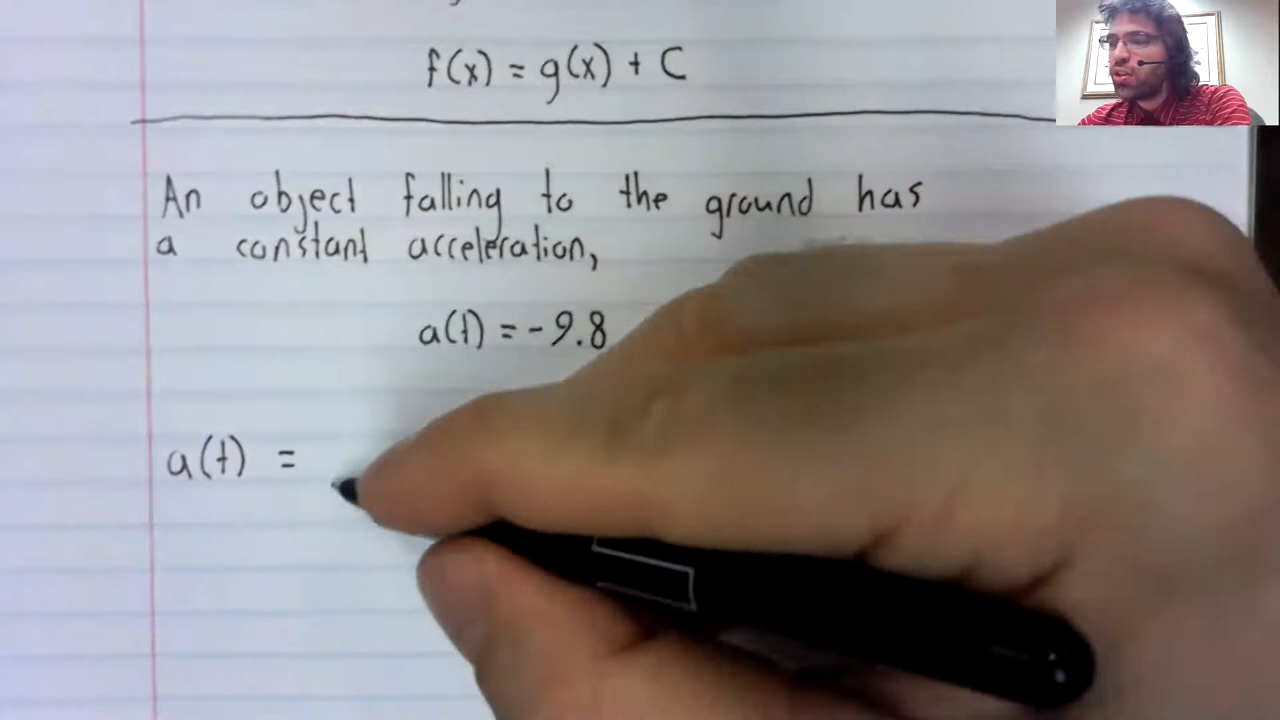 f(x) = g(x) + C
An object falling to the ground has
a constant acceleration,
a(t) = -9.8
a(t) =